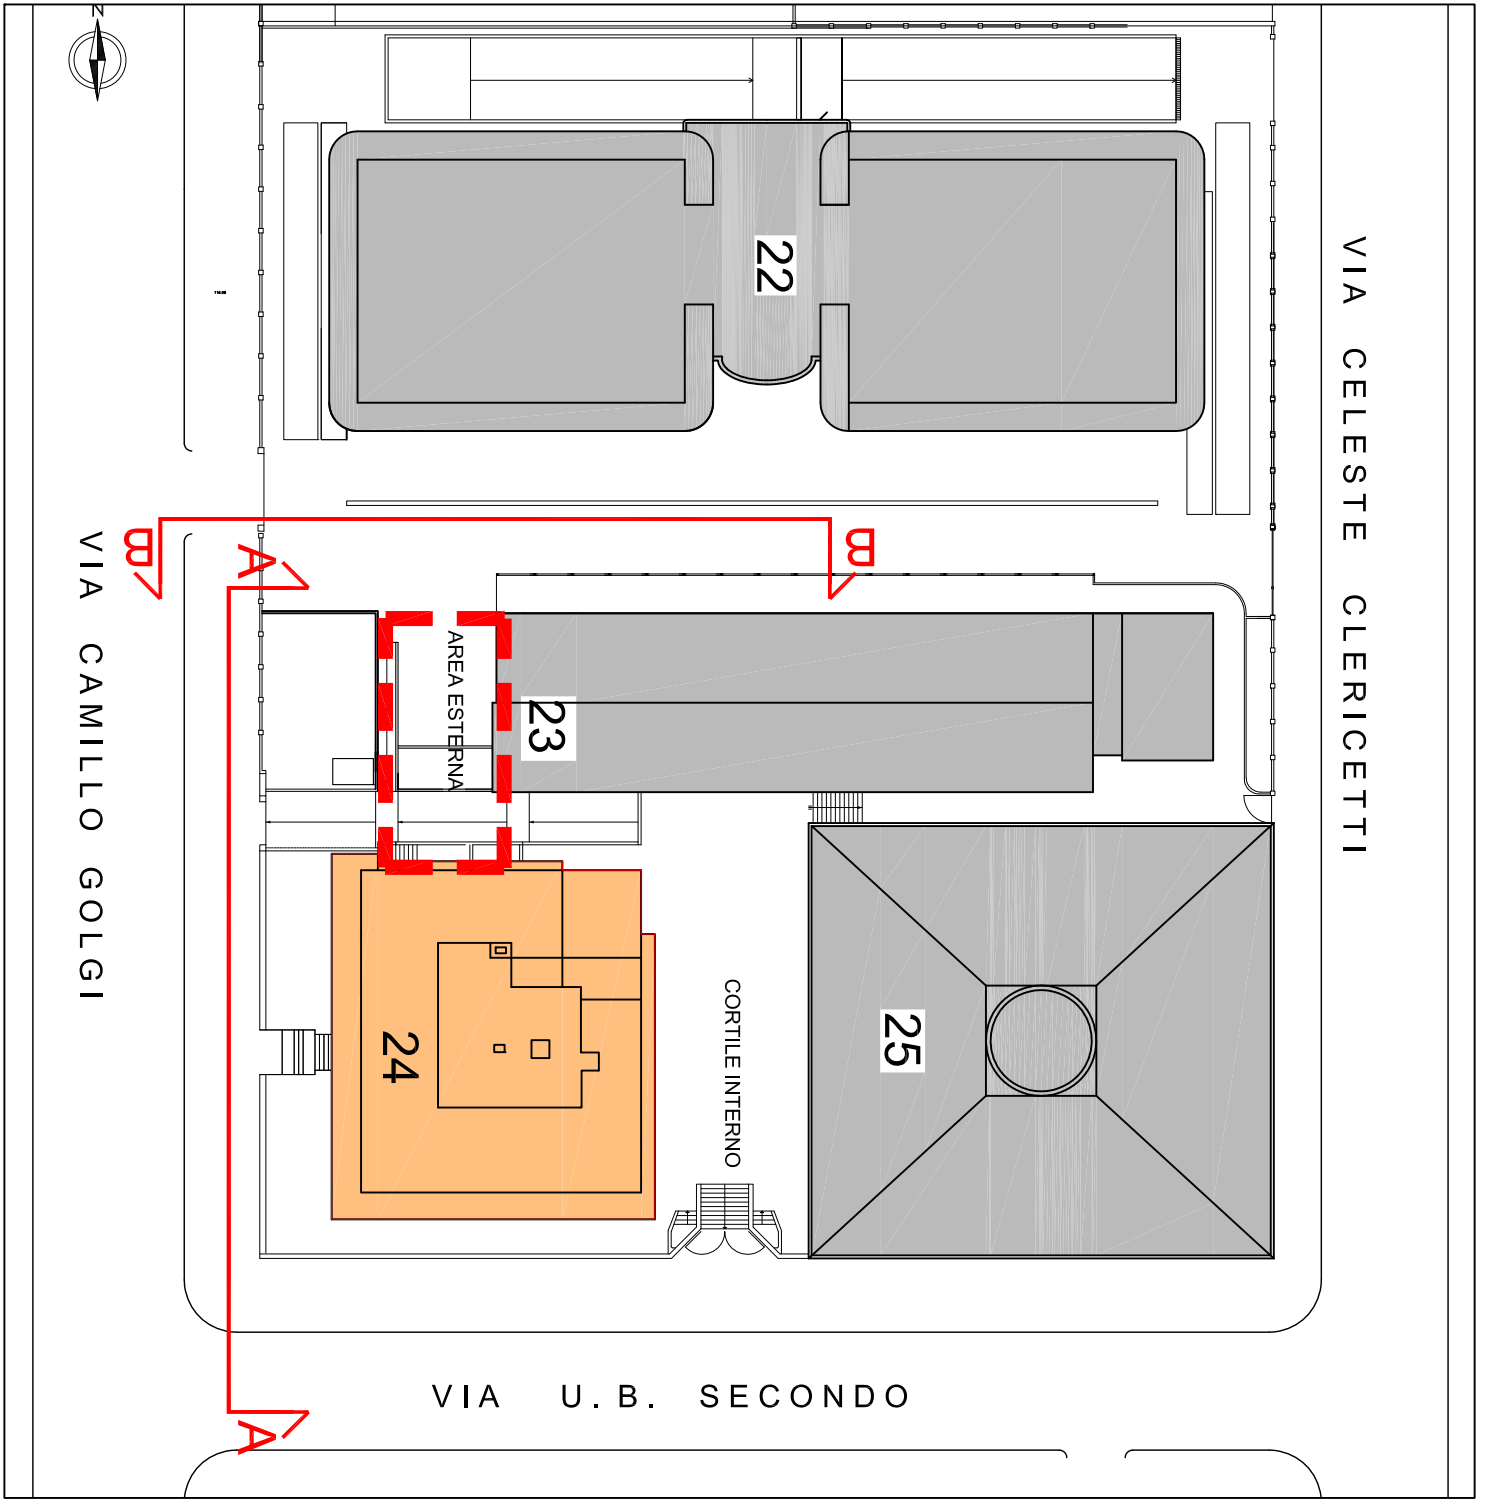 N
22
VIA CELESTE CLERICETTI
B
B
A
VIA CAMILLO GOLGI
AREA ESTERNA
23
24
CORTILE INTERNO
25
VIA U.B. SECONDO
A